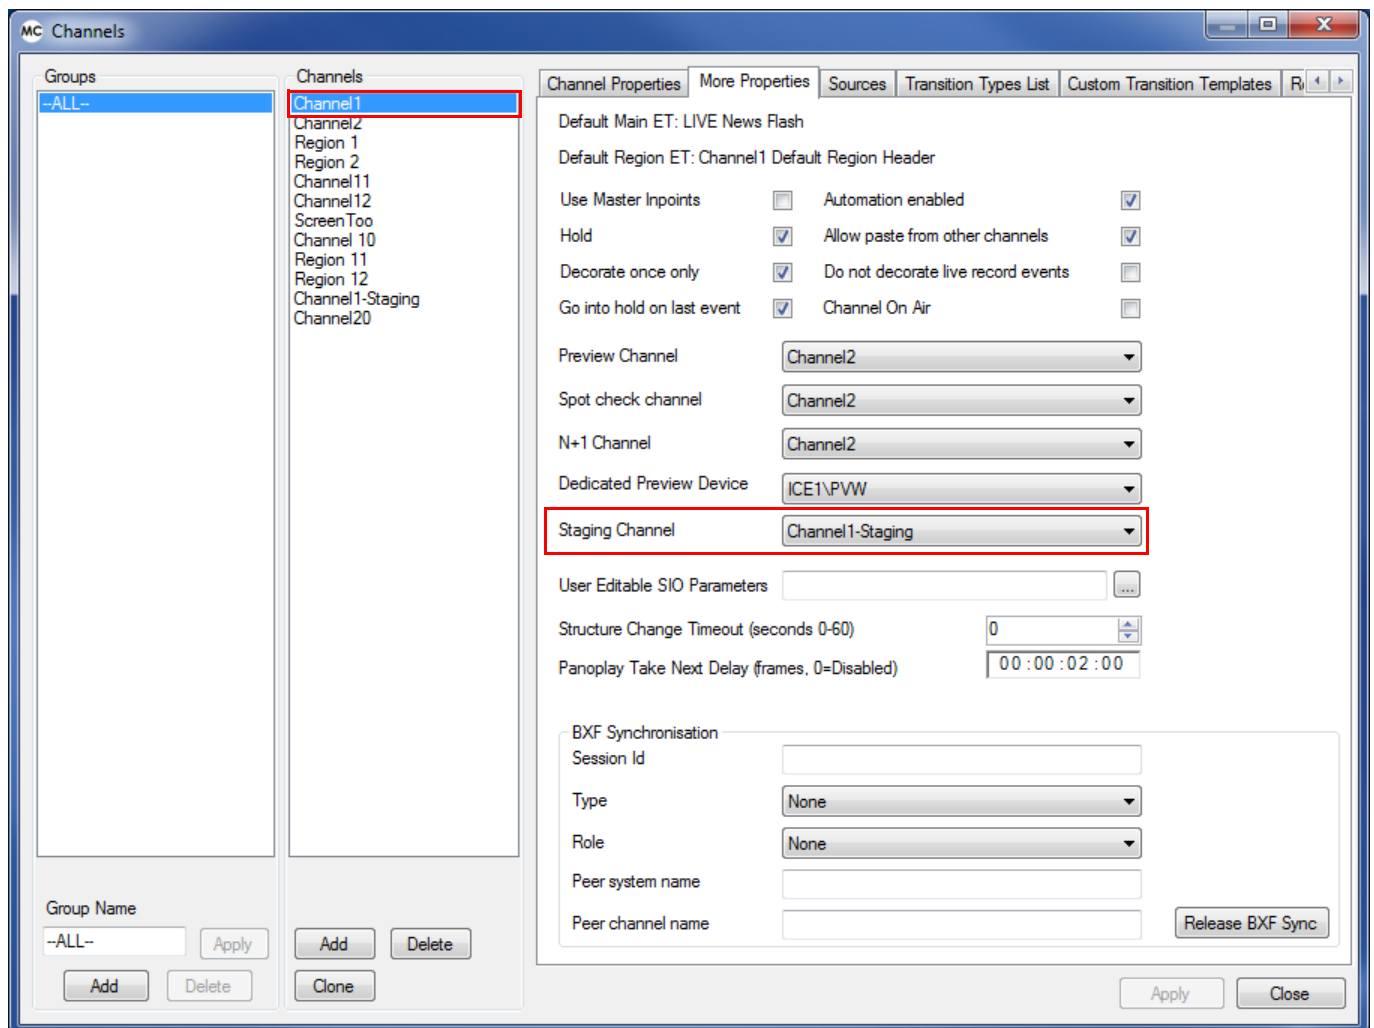 MC Channels
Groups
--ALL--
Channels
Channel1
Channel2
Region 1
Region 2
Channel11
Channel12
ScreenToo
Channel 10
Region 11
Region 12
Channel1-Staging
Channel20
Group Name
--ALL--
Apply
Add
Delete
Add
Delete
Clone
Channel Properties
More Properties
Sources
Transition Types List
Custom Transition Templates
Default Main ET: LIVE News Flash
Default Region ET: Channel1 Default Region Header
Use Master Inpoints
Automation enabled
Hold
Allow paste from other channels
Decorate once only
Do not decorate live record events
Go into hold on last event
Channel On Air
Preview Channel
Channel2
Spot check channel
Channel2
N+1 Channel
Channel2
Dedicated Preview Device
ICE1\PVW
Staging Channel
Channel1-Staging
User Editable SIO Parameters
...
Structure Change Timeout (seconds 0-60)
0
Panoplay Take Next Delay (frames, 0=Disabled)
00:00:02:00
BXF Synchronisation
Session Id
Type
None
Role
None
Peer system name
Peer channel name
Release BXF Sync
Apply
Close